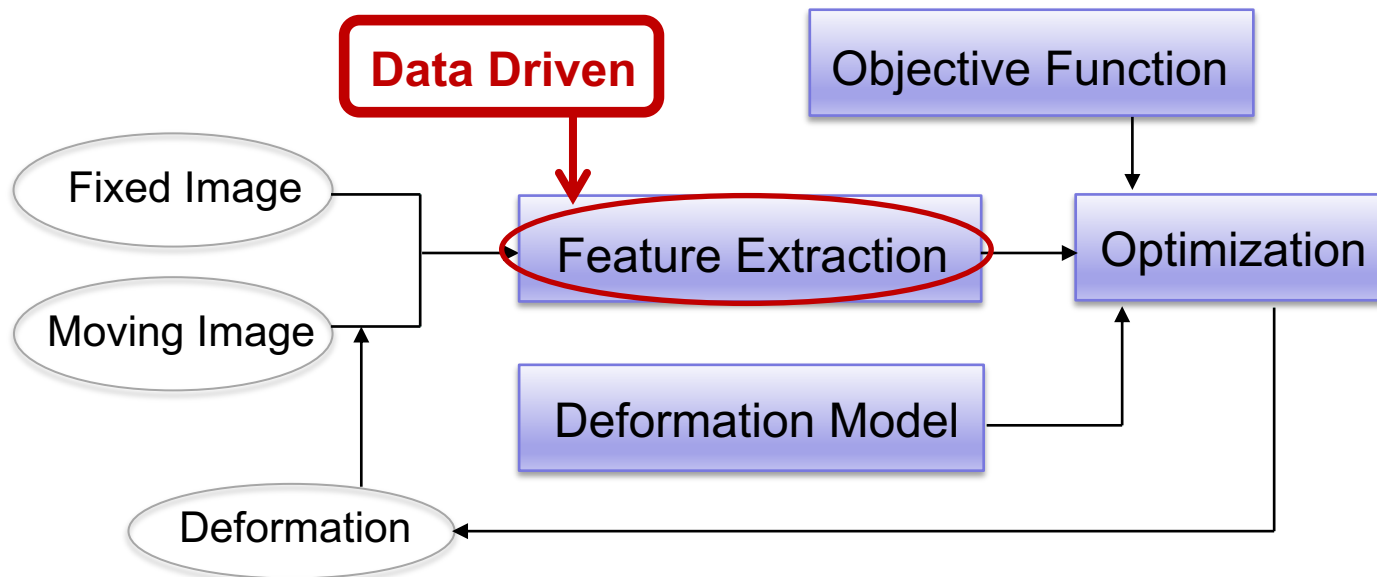 Data Driven
Objective Function
Fixed Image
Feature Extraction
Optimization
Moving Image
Deformation Model
Deformation